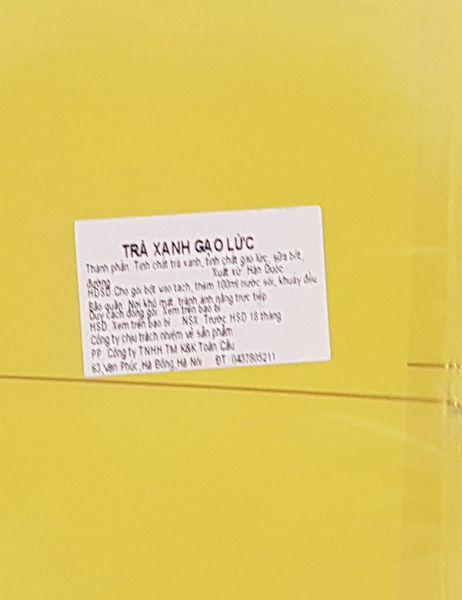 TRÀ XANH GẠO LỨC
Thành phần: Tinh chất trà xanh, tinh chất gạo lức, sữa bột,
đường Xuất xứ: Hàn Quốc
HDSD: Cho gói bột vào tách, thêm 100ml nước sôi, khuấy đều
Bảo quản: Nơi khô mát, tránh ánh nắng trực tiếp
Quy cách đóng gói: Xem trên bao bì
HSD: Xem trên bao bì NSX: Trước HSD 18 tháng
Công ty chịu trách nhiệm về sản phẩm
PP: Công ty TNHH TM K&K Toàn Cầu
63,Vạn Phúc,Hà Đông,Hà Nội ĐT: 0437805211